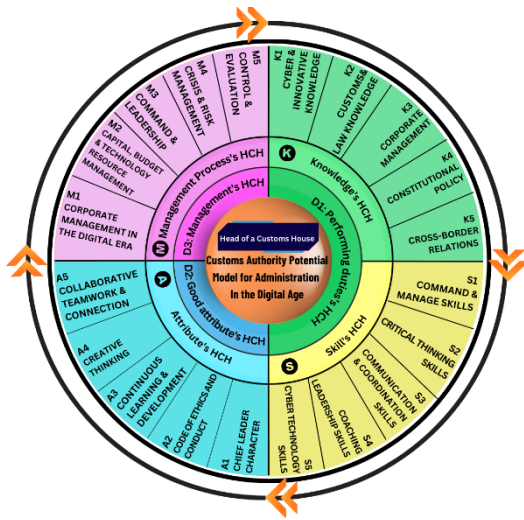 Head of a Customs House
Customs Authority Potential
Model for Administration
In the Digital Age
D1: Performing duties's HCH
D2:Good attribute's HCH
D3: Management's HCH
K
Knowledge's HCH
K1
CYBER &
INNOVATIVE
KNOWLEDGE
K2
CUSTOMS&
LAW KNOWLEDGE
K3
CORPORATE
MANAGEMENT
K4
CONSTITUTIONAL
POLICY
K5
CROSS-BORDER
RELATIONS
S
Skill's HCH
S1
COMMAND &
MANAGE SKILLS
S2
CRITICAL THINKING
SKILLS
S3
COMMUNICATION
& COORDINATION
SKILLS
S4
COACHING
LEADERSHIP SKILLS
S5
CYBER TECHNOLOGY
SKILLS
A
Attribute's HCH
A1
CHIEF LEADER
CHARACTER
A2
CODE OF ETHICS AND
CONDUCT
A3
CONTINUOUS
LEARNING &
DEVELOPMENT
A4
CREATIVE
THINKING
A5
COLLABORATIVE
TEAMWORK &
CONNECTION
M
Management Process's HCH
M1
CORPORATE
MANAGEMENT IN
THE DIGITAL ERA
M2
CAPITAL BUDGET
& TECHNOLOGY
RESOURCE
MANAGEMENT
M3
COMMAND &
LEADERSHIP
M4
CRISIS & RISK
MANAGEMENT
M5
CONTROL &
EVALUATION